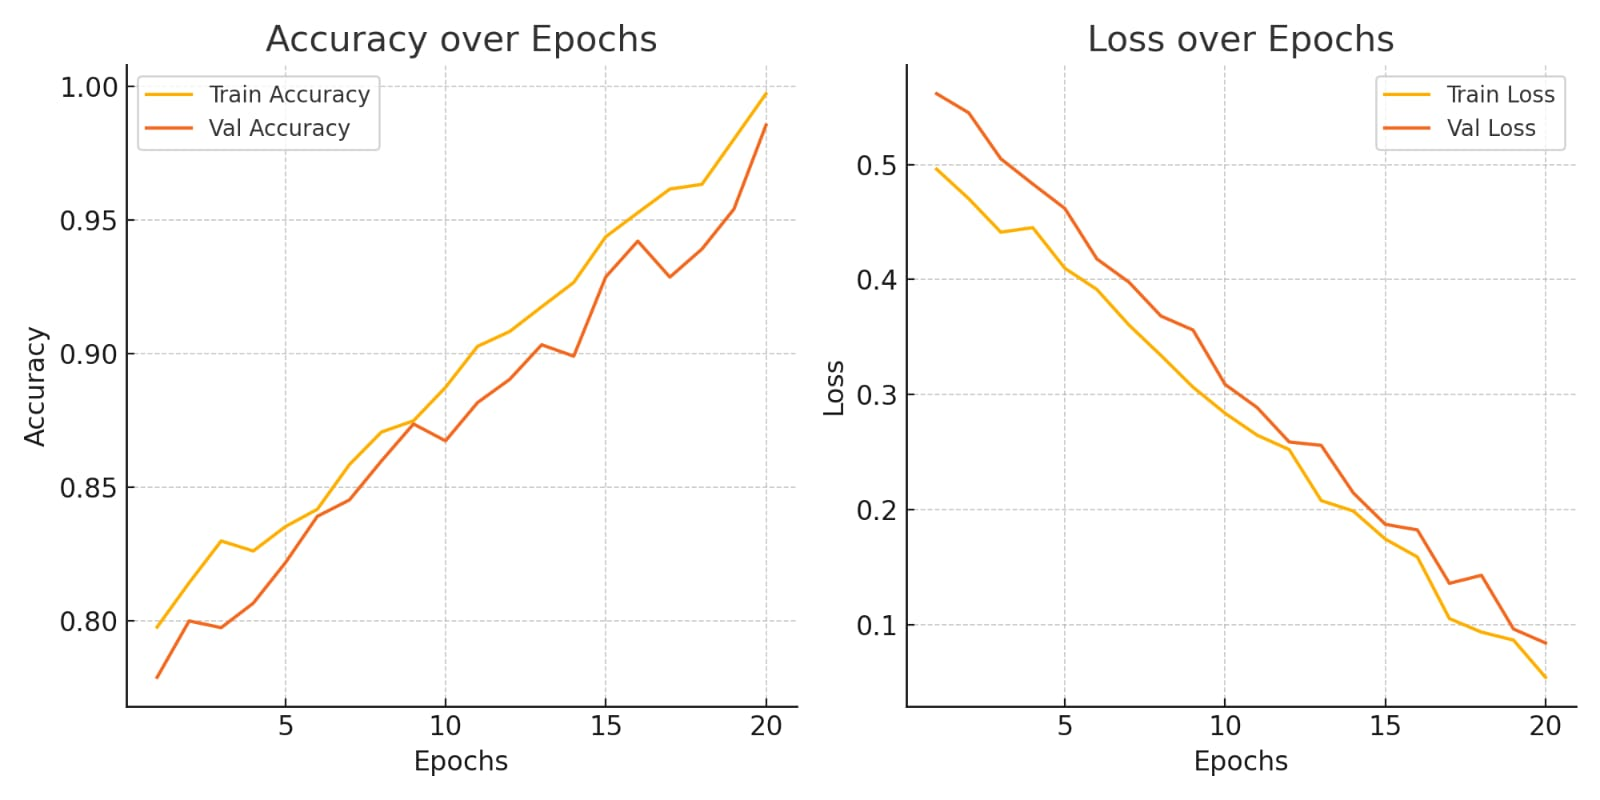 Accuracy over Epochs
Train Accuracy
Val Accuracy
1.00
0.95
0.90
0.85
0.80
Accuracy
5 10 15 20
Epochs
Loss over Epochs
Train Loss
Val Loss
0.5
0.4
0.3
0.2
0.1
Loss
5 10 15 20
Epochs